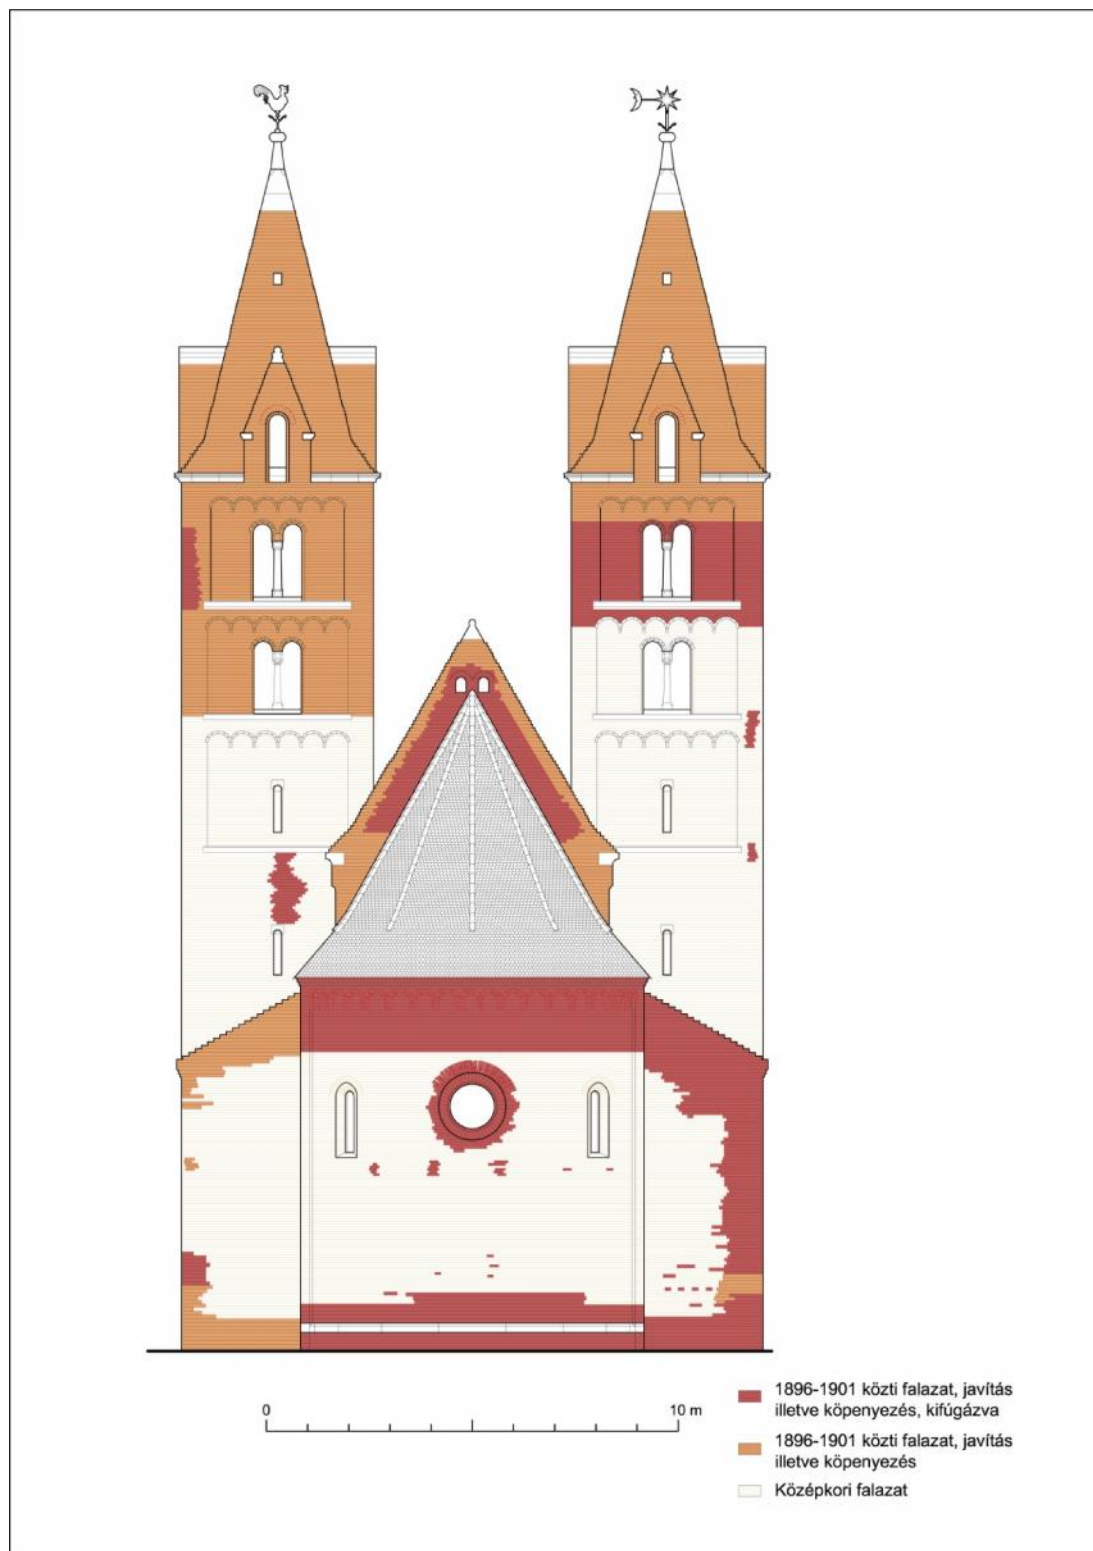 0 10 m
1896-1901 közti falazat, javítás
illetve köpenyezés, kifúgázva
1896-1901 közti falazat, javítás
illetve köpenyezés
Középkori falazat